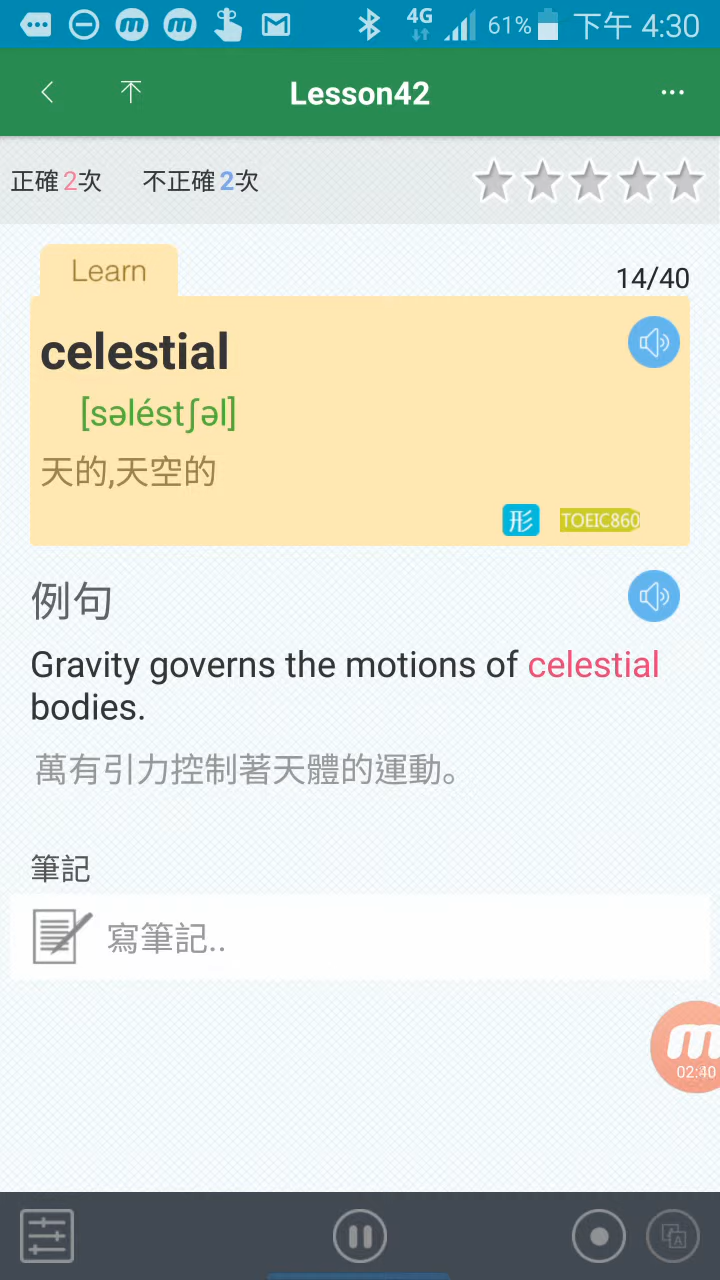 4G 61% 下午 4:30
Lesson42
正確2次 不正確2次
Learn
14/40
celestial
[səléstʃəl]
天的,天空的
形 TOEIC860
例句
Gravity governs the motions of celestial
bodies.
萬有引力控制著天體的運動。
筆記
寫筆記..
02:40